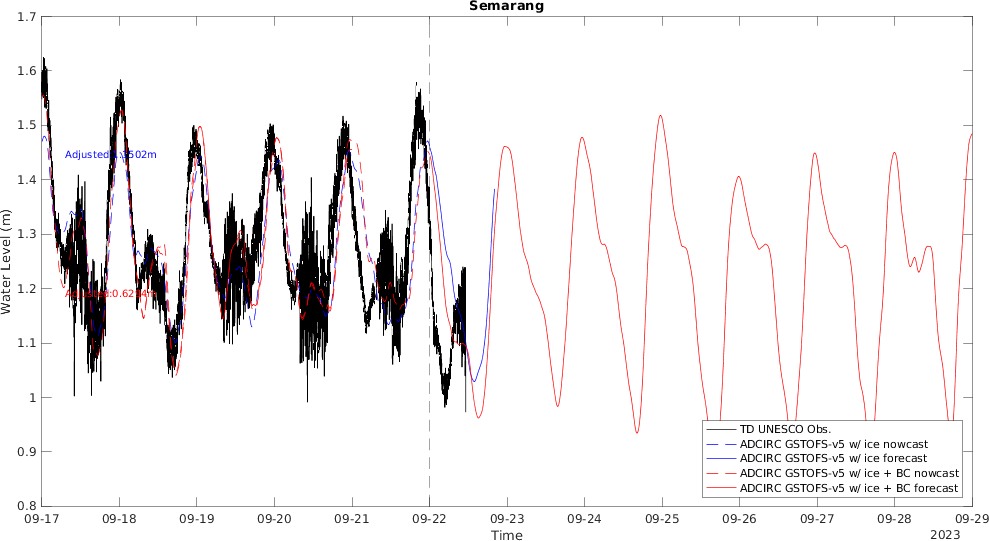 Semarang
1.7
1.6
1.5
1.4
1.3
1.2
1.1
1
0.9
0.8
Water Level (m)
502m
TD UNESCO Obs.
ADCIRC GSTOFS-v5 w/ ice nowcast
ADCIRC GSTOFS-v5 w/ ice forecast
ADCIRC GSTOFS-v5 w/ ice + BC nowcast
ADCIRC GSTOFS-v5 w/ ice + BC forecast
09-17 09-18 09-19 09-20 09-21 09-22 09-23 09-24 09-25 09-26 09-27 09-28 09-29
Time
2023